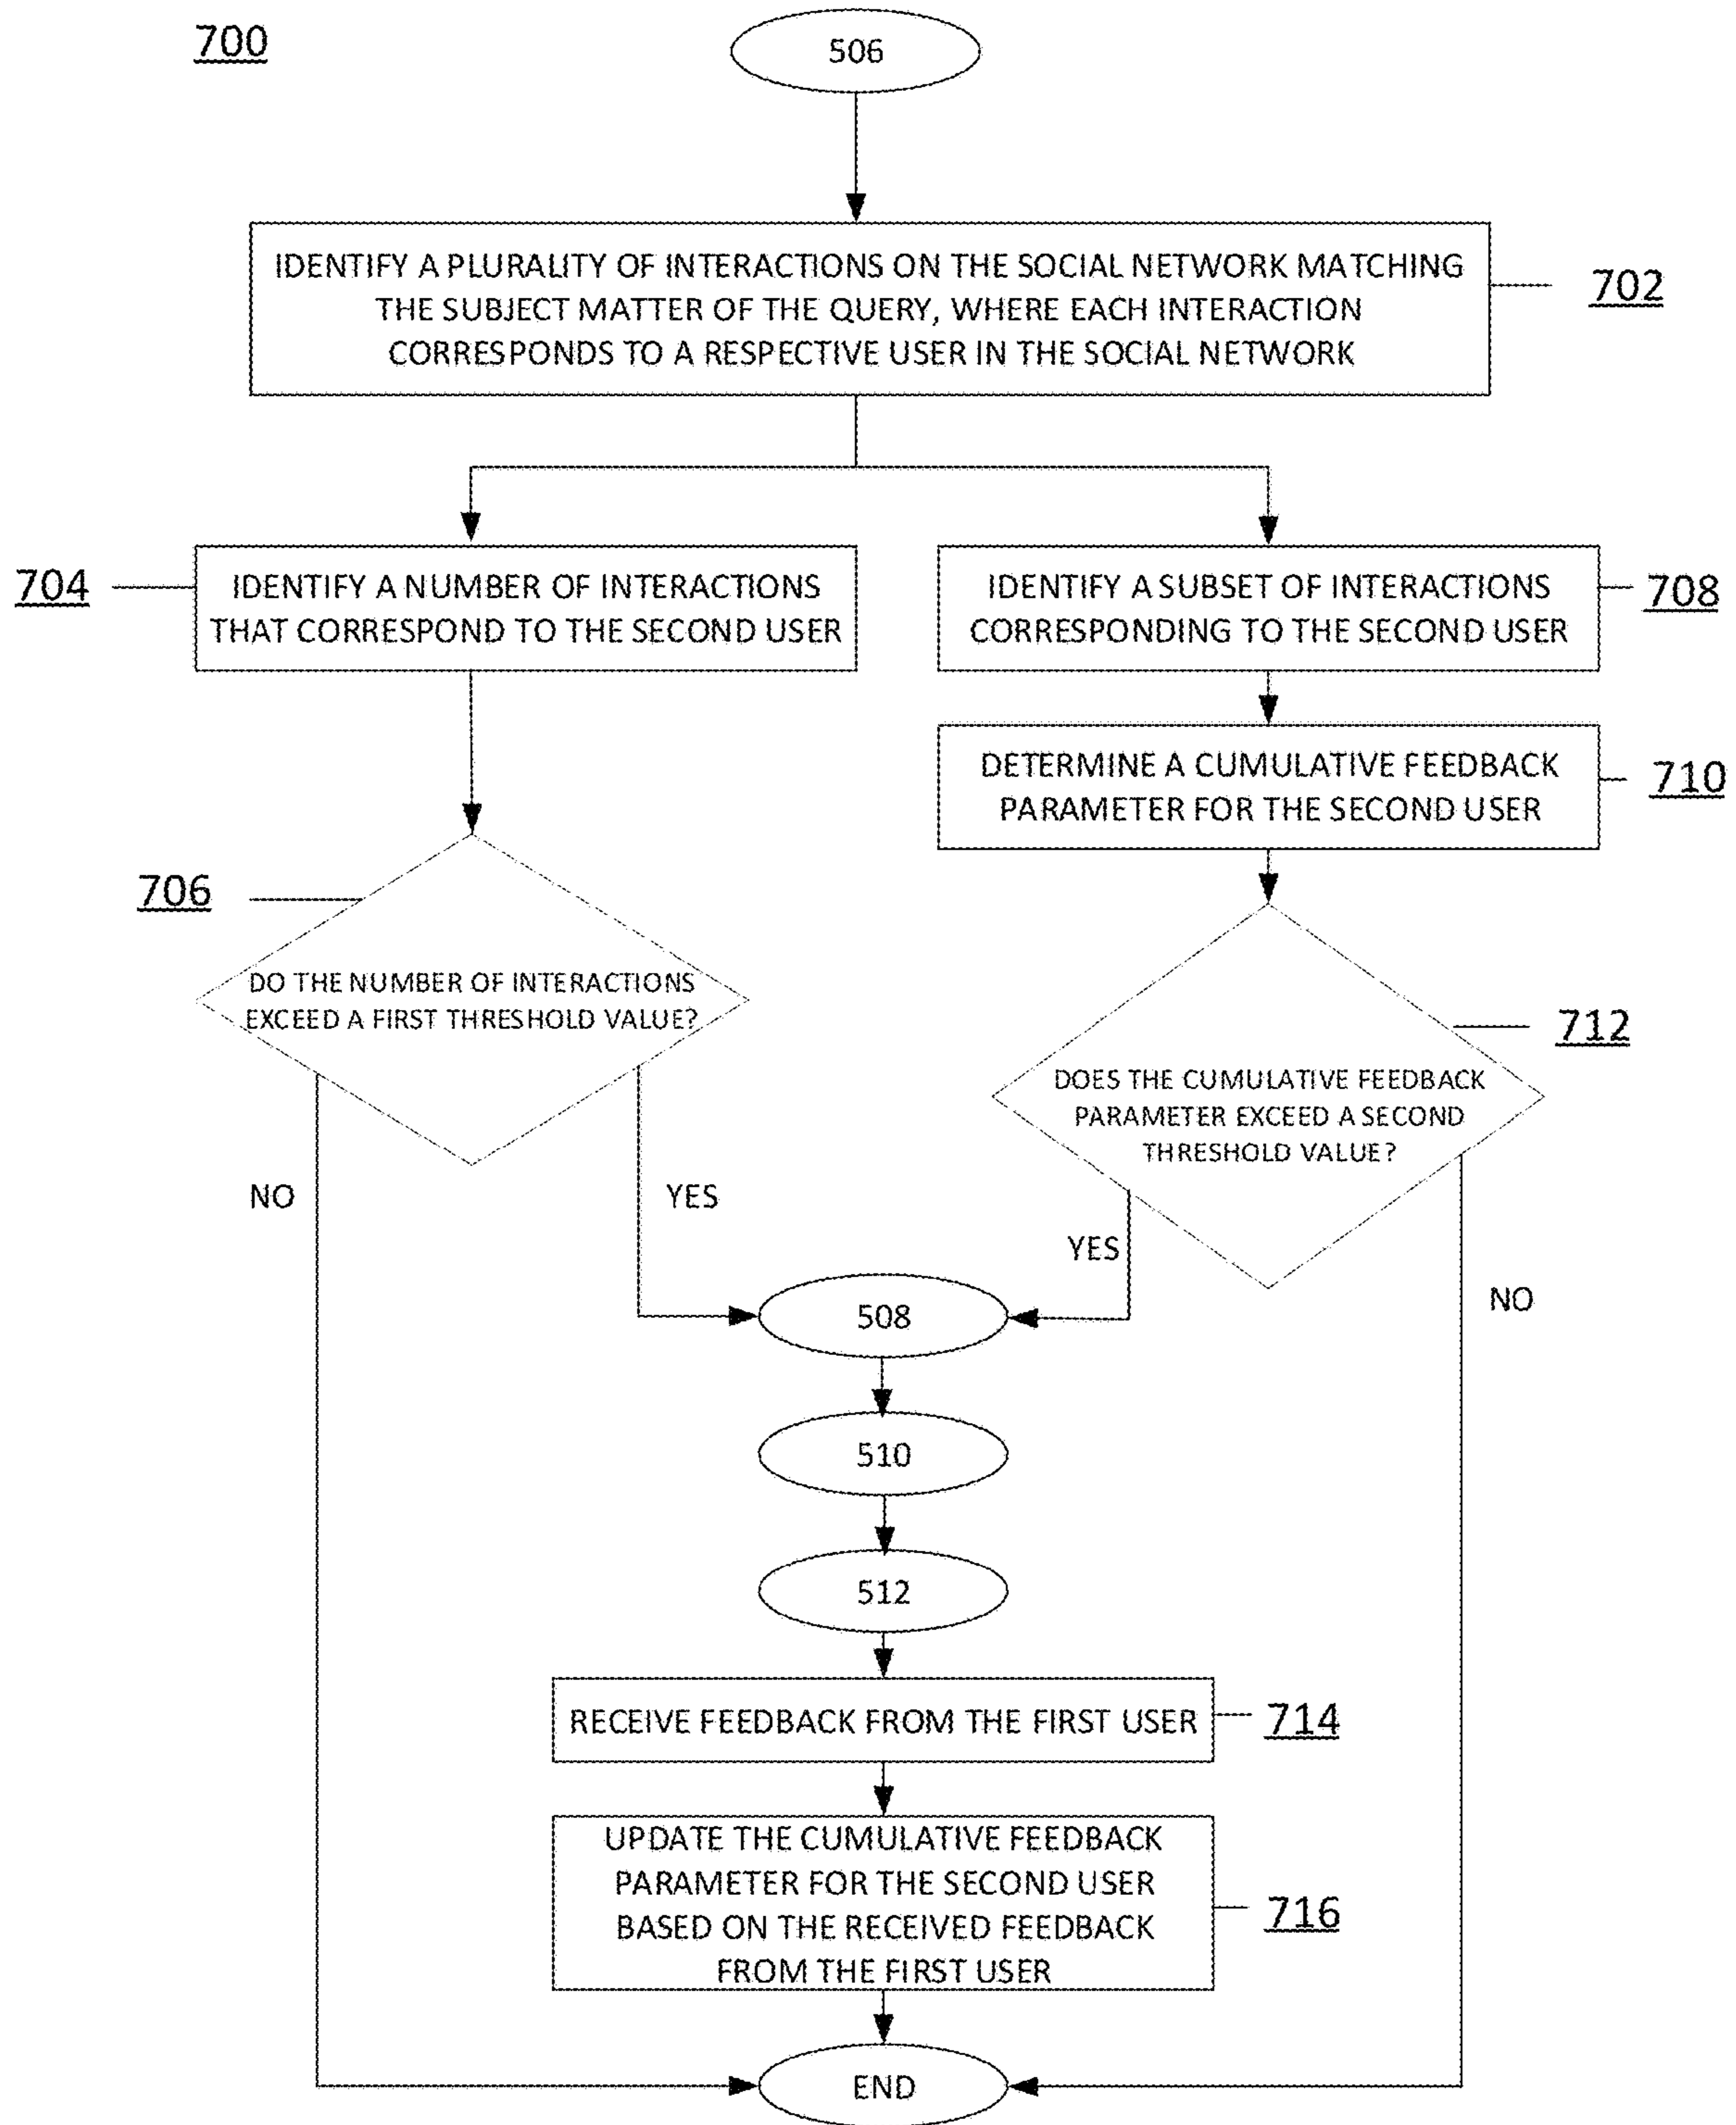 700
506
IDENTIFY A PLURALITY OF INTERACTIONS ON THE SOCIAL NETWORK MATCHING
THE SUBJECT MATTER OF THE QUERY, WHERE EACH INTERACTION
CORRESPONDS TO A RESPECTIVE USER IN THE SOCIAL NETWORK
702
704
IDENTIFY A NUMBER OF INTERACTIONS
THAT CORRESPOND TO THE SECOND USER
IDENTIFY A SUBSET OF INTERACTIONS
CORRESPONDING TO THE SECOND USER
708
DETERMINE A CUMULATIVE FEEDBACK
PARAMETER FOR THE SECOND USER
710
706
DO THE NUMBER OF INTERACTIONS
EXCEED A FIRST THRESHOLD VALUE?
712
DOES THE CUMULATIVE FEEDBACK
PARAMETER EXCEED A SECOND
THRESHOLD VALUE?
NO
YES
YES
NO
508
510
512
RECEIVE FEEDBACK FROM THE FIRST USER
714
UPDATE THE CUMULATIVE FEEDBACK
PARAMETER FOR THE SECOND USER
BASED ON THE RECEIVED FEEDBACK
FROM THE FIRST USER
716
END